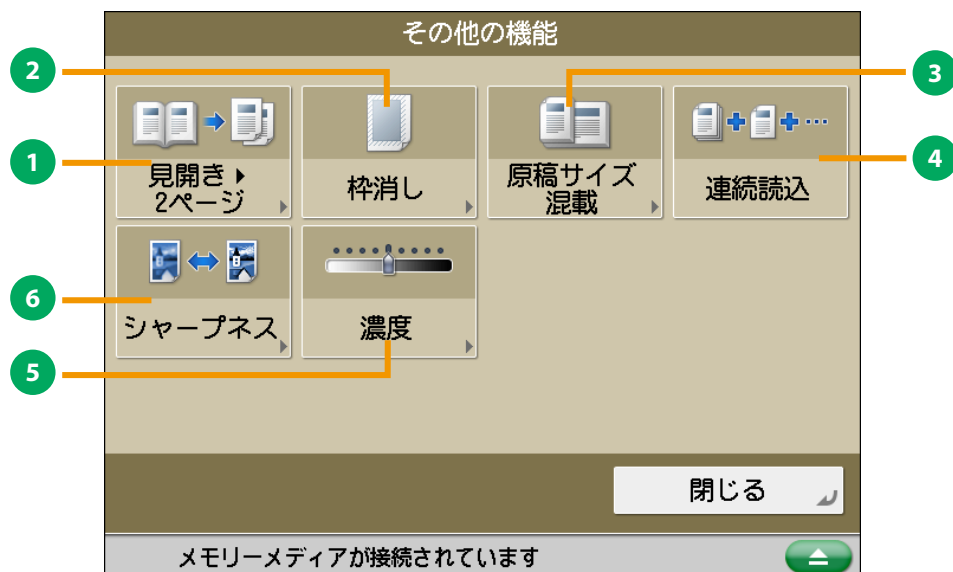 その他の機能
2
3
1
4
見開き▸
2ページ
枠消し
原稿サイズ
混載
連続読込
6
シャープネス
濃度
5
閉じる
メモリーメディアが接続されています